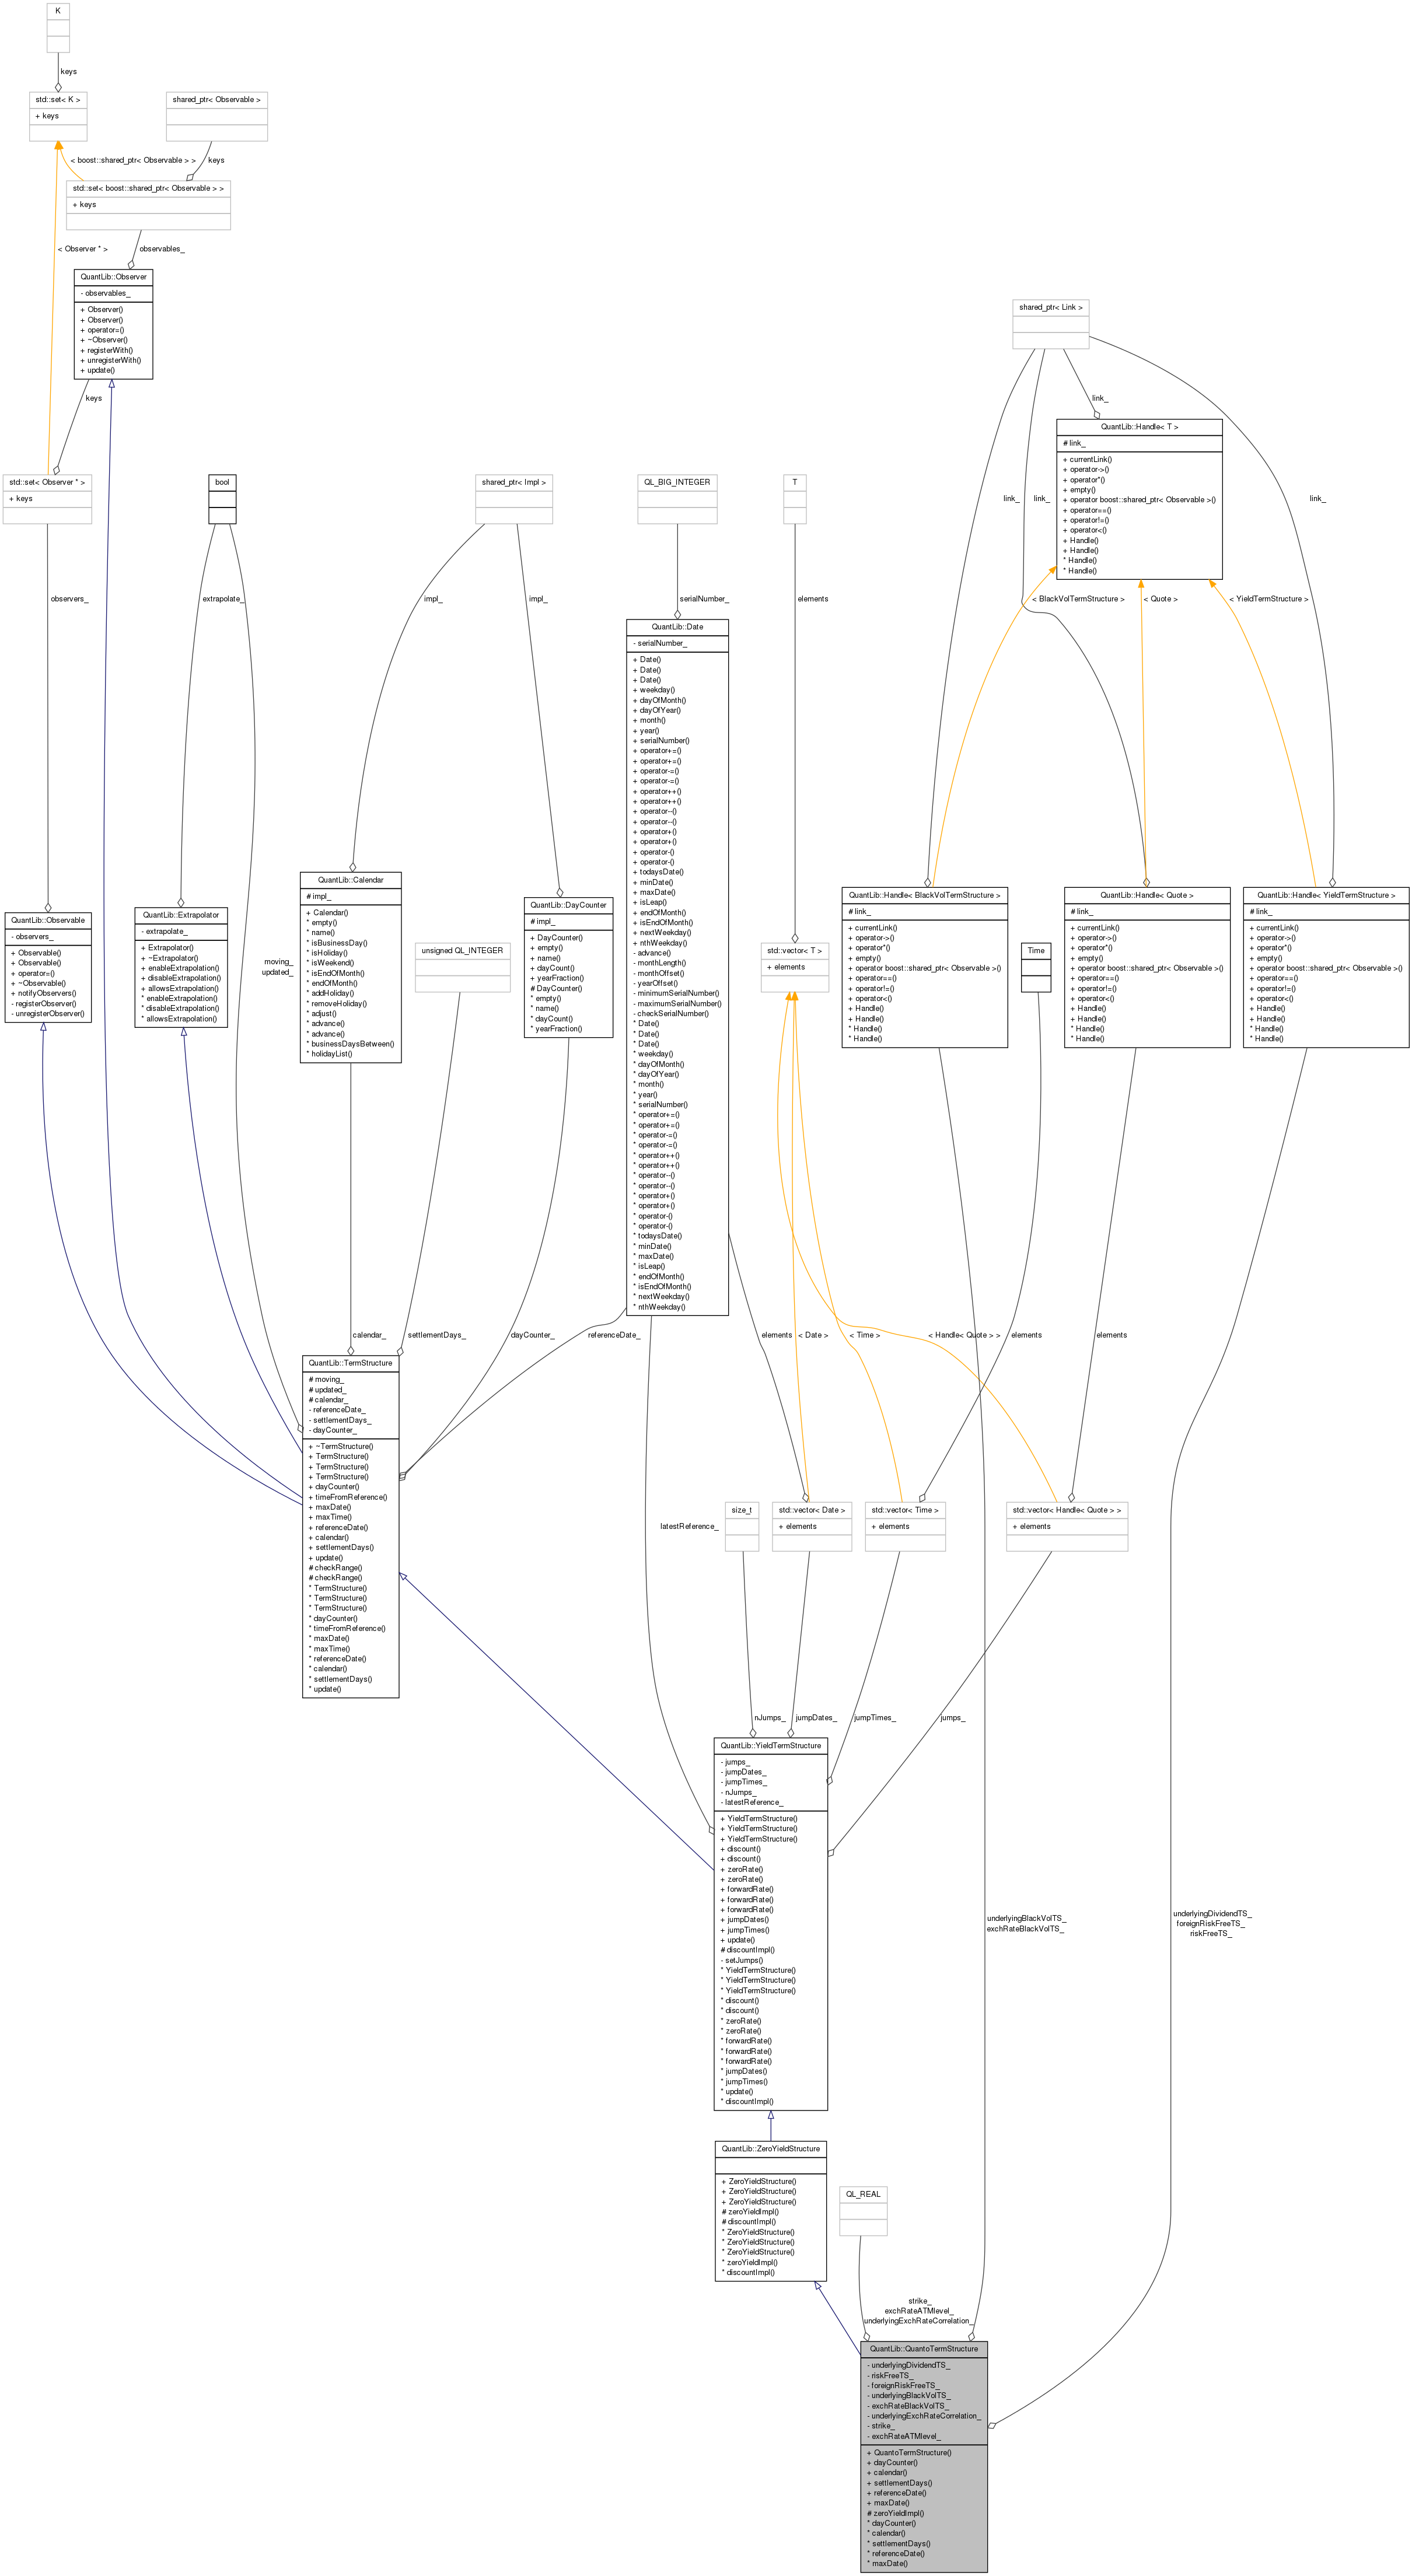 K
keys
std::set< K >
+ keys
shared_ptr< Observable >
< boost::shared_ptr< Observable > >
keys
std::set< boost::shared_ptr< Observable > >
+ keys
< Observer * >
observables_
QuantLib::Observer
- observables_
+ Observer()
+ Observer()
+ operator=()
+ ~Observer()
+ registerWith()
+ unregisterWith()
+ update()
keys
shared_ptr< Link >
link_
QuantLib::Handle< T >
# link_
+ currentLink()
+ operator->()
+ operator*()
+ empty()
+ operator boost::shared_ptr< Observable >()
+ operator==()
+ operator!=()
+ operator<()
+ Handle()
+ Handle()
* Handle()
* Handle()
link_
link_
link_
std::set< Observer * >
+ keys
bool
shared_ptr< Impl >
QL_BIG_INTEGER
T
observers_
extrapolate_
impl_
impl_
serialNumber_
elements
< BlackVolTermStructure >
< Quote >
< YieldTermStructure >
QuantLib::Date
- serialNumber_
+ Date()
+ Date()
+ Date()
+ weekday()
+ dayOfMonth()
+ dayOfYear()
+ month()
+ year()
+ serialNumber()
+ operator+=()
+ operator+=()
+ operator-=()
+ operator-=()
+ operator++()
+ operator++()
+ operator--()
+ operator--()
+ operator+()
+ operator+()
+ operator-()
+ operator-()
+ todaysDate()
+ minDate()
+ maxDate()
+ isLeap()
+ endOfMonth()
+ isEndOfMonth()
+ nextWeekday()
+ nthWeekday()
- advance()
- monthLength()
- monthOffset()
- yearOffset()
- minimumSerialNumber()
- maximumSerialNumber()
- checkSerialNumber()
* Date()
* Date()
* Date()
* weekday()
* dayOfMonth()
* dayOfYear()
* month()
* year()
* serialNumber()
* operator+=()
* operator+=()
* operator-=()
* operator-=()
* operator++()
* operator++()
* operator--()
* operator--()
* operator+()
* operator+()
* operator-()
* operator-()
* todaysDate()
* minDate()
* maxDate()
* isLeap()
* endOfMonth()
* isEndOfMonth()
* nextWeekday()
* nthWeekday()
QuantLib::Observable
- observers_
+ Observable()
+ Observable()
+ operator=()
+ ~Observable()
+ notifyObservers()
- registerObserver()
- unregisterObserver()
QuantLib::Extrapolator
- extrapolate_
+ Extrapolator()
+ ~Extrapolator()
+ enableExtrapolation()
+ disableExtrapolation()
+ allowsExtrapolation()
* enableExtrapolation()
* disableExtrapolation()
* allowsExtrapolation()
moving_
updated_
QuantLib::Calendar
# impl_
+ Calendar()
* empty()
* name()
* isBusinessDay()
* isHoliday()
* isWeekend()
* isEndOfMonth()
* endOfMonth()
* addHoliday()
* removeHoliday()
* adjust()
* advance()
* advance()
* businessDaysBetween()
* holidayList()
unsigned QL_INTEGER
QuantLib::DayCounter
# impl_
+ DayCounter()
+ empty()
+ name()
+ dayCount()
+ yearFraction()
# DayCounter()
* empty()
* name()
* dayCount()
* yearFraction()
std::vector< T >
+ elements
QuantLib::Handle< BlackVolTermStructure >
# link_
+ currentLink()
+ operator->()
+ operator*()
+ empty()
+ operator boost::shared_ptr< Observable >()
+ operator==()
+ operator!=()
+ operator<()
+ Handle()
+ Handle()
* Handle()
* Handle()
Time
QuantLib::Handle< Quote >
# link_
+ currentLink()
+ operator->()
+ operator*()
+ empty()
+ operator boost::shared_ptr< Observable >()
+ operator==()
+ operator!=()
+ operator<()
+ Handle()
+ Handle()
* Handle()
* Handle()
QuantLib::Handle< YieldTermStructure >
# link_
+ currentLink()
+ operator->()
+ operator*()
+ empty()
+ operator boost::shared_ptr< Observable >()
+ operator==()
+ operator!=()
+ operator<()
+ Handle()
+ Handle()
* Handle()
* Handle()
calendar_
settlementDays_
dayCounter_
referenceDate_
elements
< Date >
< Time >
< Handle< Quote > >
elements
elements
QuantLib::TermStructure
# moving_
# updated_
# calendar_
- referenceDate_
- settlementDays_
- dayCounter_
+ ~TermStructure()
+ TermStructure()
+ TermStructure()
+ TermStructure()
+ dayCounter()
+ timeFromReference()
+ maxDate()
+ maxTime()
+ referenceDate()
+ calendar()
+ settlementDays()
+ update()
# checkRange()
# checkRange()
* TermStructure()
* TermStructure()
* TermStructure()
* dayCounter()
* timeFromReference()
* maxDate()
* maxTime()
* referenceDate()
* calendar()
* settlementDays()
* update()
latestReference_
size_t
std::vector< Date >
+ elements
std::vector< Time >
+ elements
std::vector< Handle< Quote > >
+ elements
nJumps_
jumpDates_
jumpTimes_
jumps_
QuantLib::YieldTermStructure
- jumps_
- jumpDates_
- jumpTimes_
- nJumps_
- latestReference_
+ YieldTermStructure()
+ YieldTermStructure()
+ YieldTermStructure()
+ discount()
+ discount()
+ zeroRate()
+ zeroRate()
+ forwardRate()
+ forwardRate()
+ forwardRate()
+ jumpDates()
+ jumpTimes()
+ update()
# discountImpl()
- setJumps()
* YieldTermStructure()
* YieldTermStructure()
* YieldTermStructure()
* discount()
* discount()
* zeroRate()
* zeroRate()
* forwardRate()
* forwardRate()
* forwardRate()
* jumpDates()
* jumpTimes()
* update()
* discountImpl()
underlyingBlackVolTS_
exchRateBlackVolTS_
underlyingDividendTS_
foreignRiskFreeTS_
riskFreeTS_
QuantLib::ZeroYieldStructure
+ ZeroYieldStructure()
+ ZeroYieldStructure()
+ ZeroYieldStructure()
# zeroYieldImpl()
# discountImpl()
* ZeroYieldStructure()
* ZeroYieldStructure()
* ZeroYieldStructure()
* zeroYieldImpl()
* discountImpl()
QL_REAL
strike_
exchRateATMlevel_
underlyingExchRateCorrelation_
QuantLib::QuantoTermStructure
- underlyingDividendTS_
- riskFreeTS_
- foreignRiskFreeTS_
- underlyingBlackVolTS_
- exchRateBlackVolTS_
- underlyingExchRateCorrelation_
- strike_
- exchRateATMlevel_
+ QuantoTermStructure()
+ dayCounter()
+ calendar()
+ settlementDays()
+ referenceDate()
+ maxDate()
# zeroYieldImpl()
* dayCounter()
* calendar()
* settlementDays()
* referenceDate()
* maxDate()